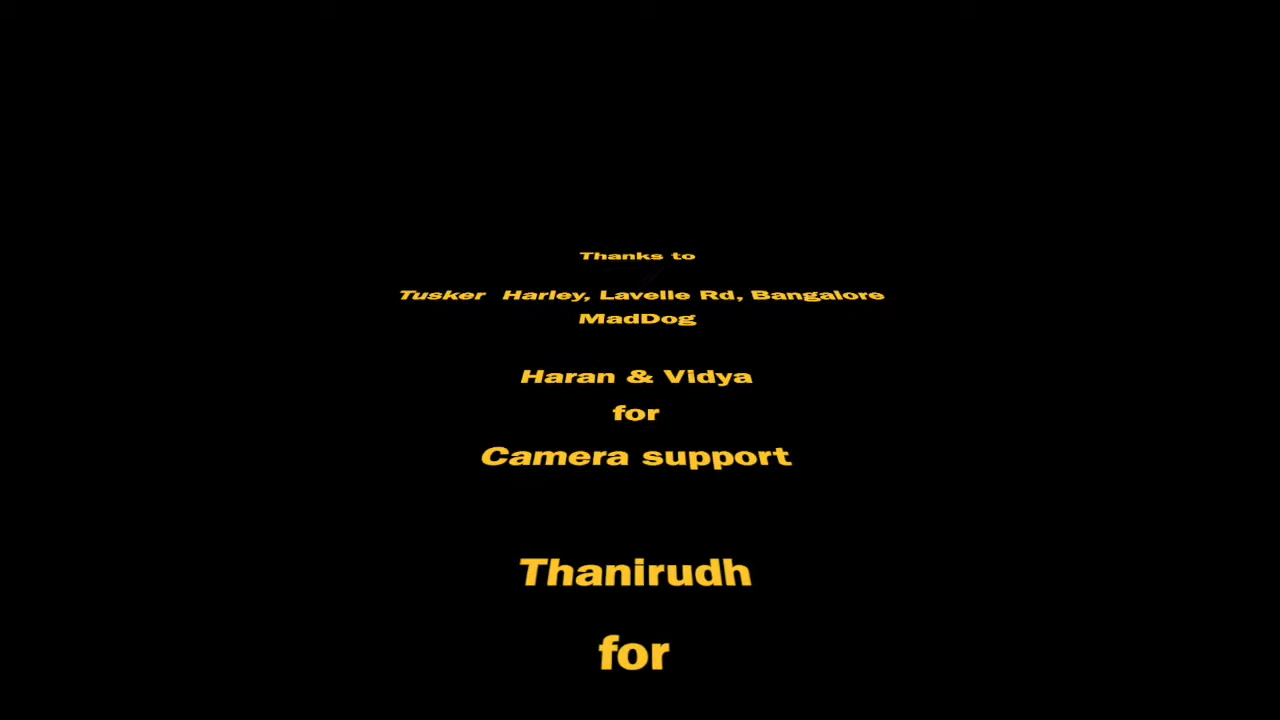 Thanks to
Tusker Harley, Lavelle Rd, Bangalore
MadDog
Haran & Vidya
for
Camera support
Thanirudh
for